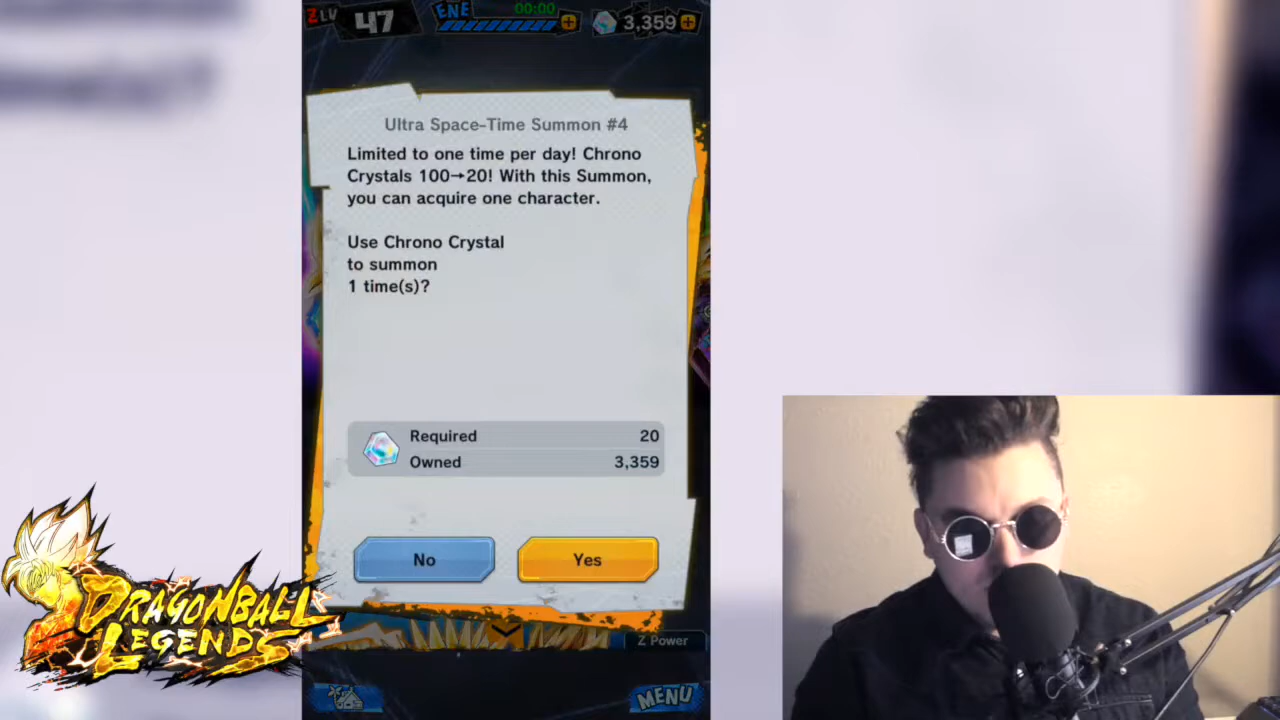 Z LV 47
ENE
00:00
3,359
Ultra Space-Time Summon #4
Limited to one time per day! Chrono
Crystals 100→20! With this Summon,
you can acquire one character.
Use Chrono Crystal
to summon
1 time(s)?
Required 20
Owned 3,359
No
Yes
Z Power
MENU
DRAGONBALL
LEGENDS